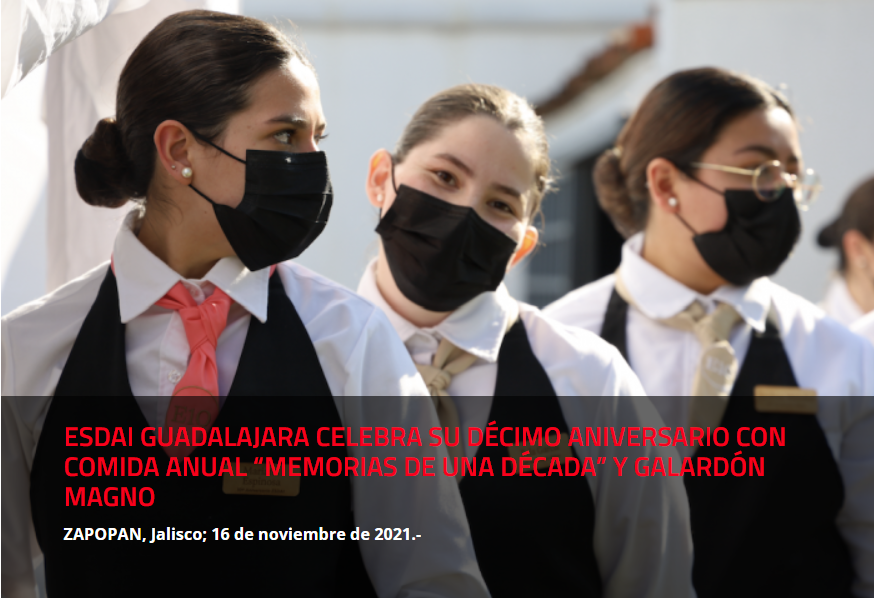 ESDAI GUADALAJARA CELEBRA SU DÉCIMO ANIVERSARIO CON
COMIDA ANUAL “MEMORIAS DE UNA DÉCADA” Y GALARDÓN
MAGNO
ZAPOPAN, Jalisco; 16 de noviembre de 2021.-